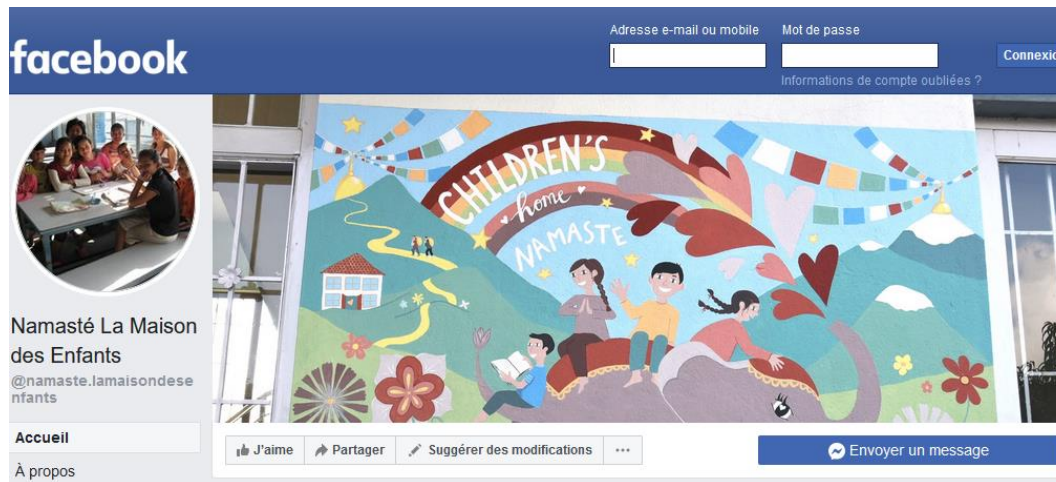 Adresse e-mail ou mobile
Mot de passe
facebook
Informations de compte oubliées ?
CHILDREN'S
home
NAMASTE
Namasté La Maison
des Enfants
@namaste.lamaisondese
nfants
Accueil
À propos
J'aime
Partager
Suggérer des modifications
Envoyer un message